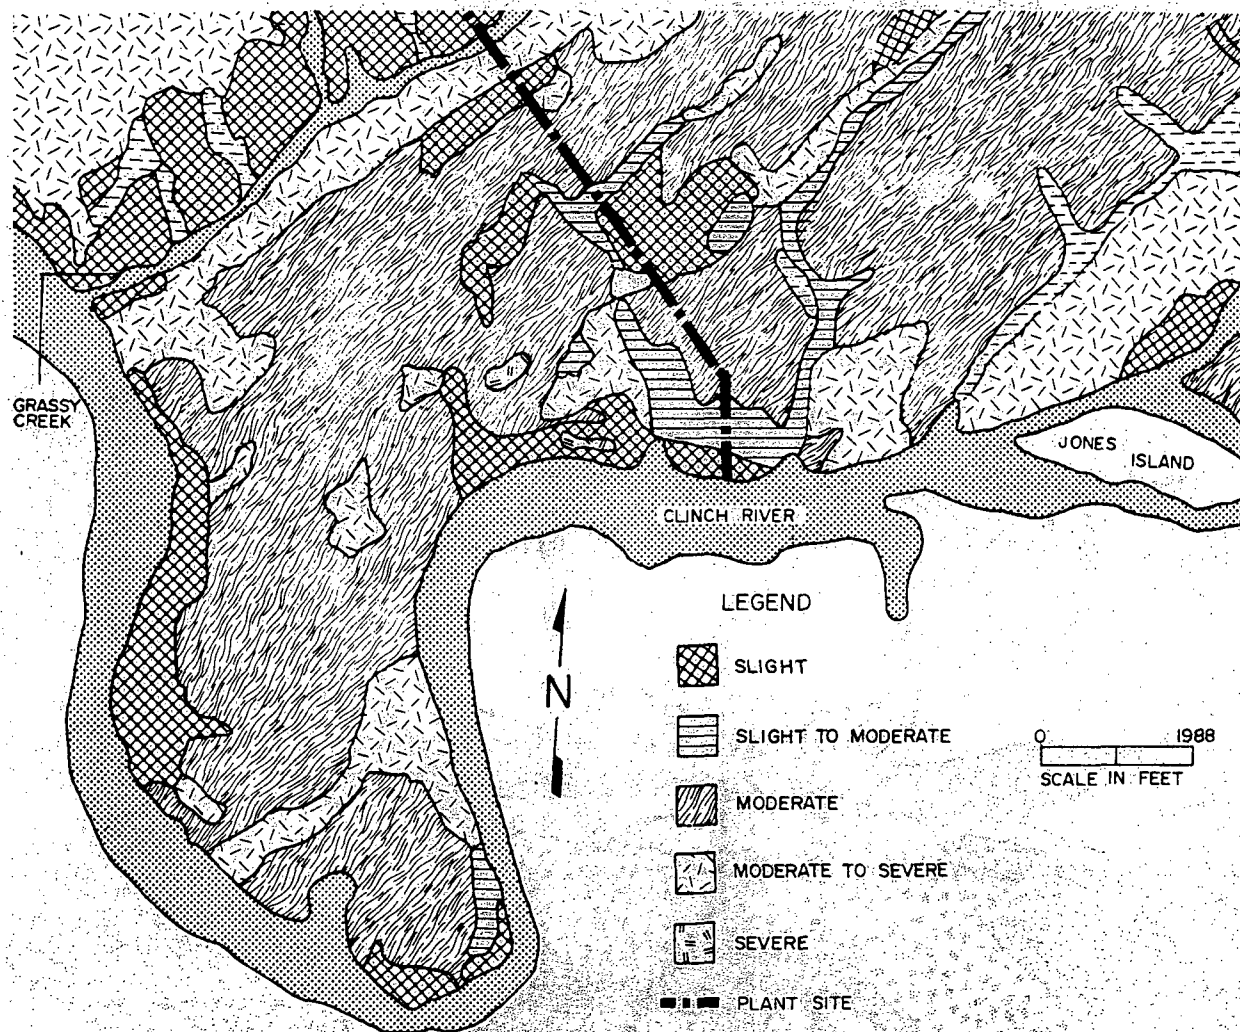 GRASSY
CREEK
JONES
ISLAND
CLINCH RIVER
LEGEND
SLIGHT
SLIGHT TO MODERATE
MODERATE
MODERATE TO SEVERE
SEVERE
PLANT SITE
N
0 1988
SCALE IN FEET